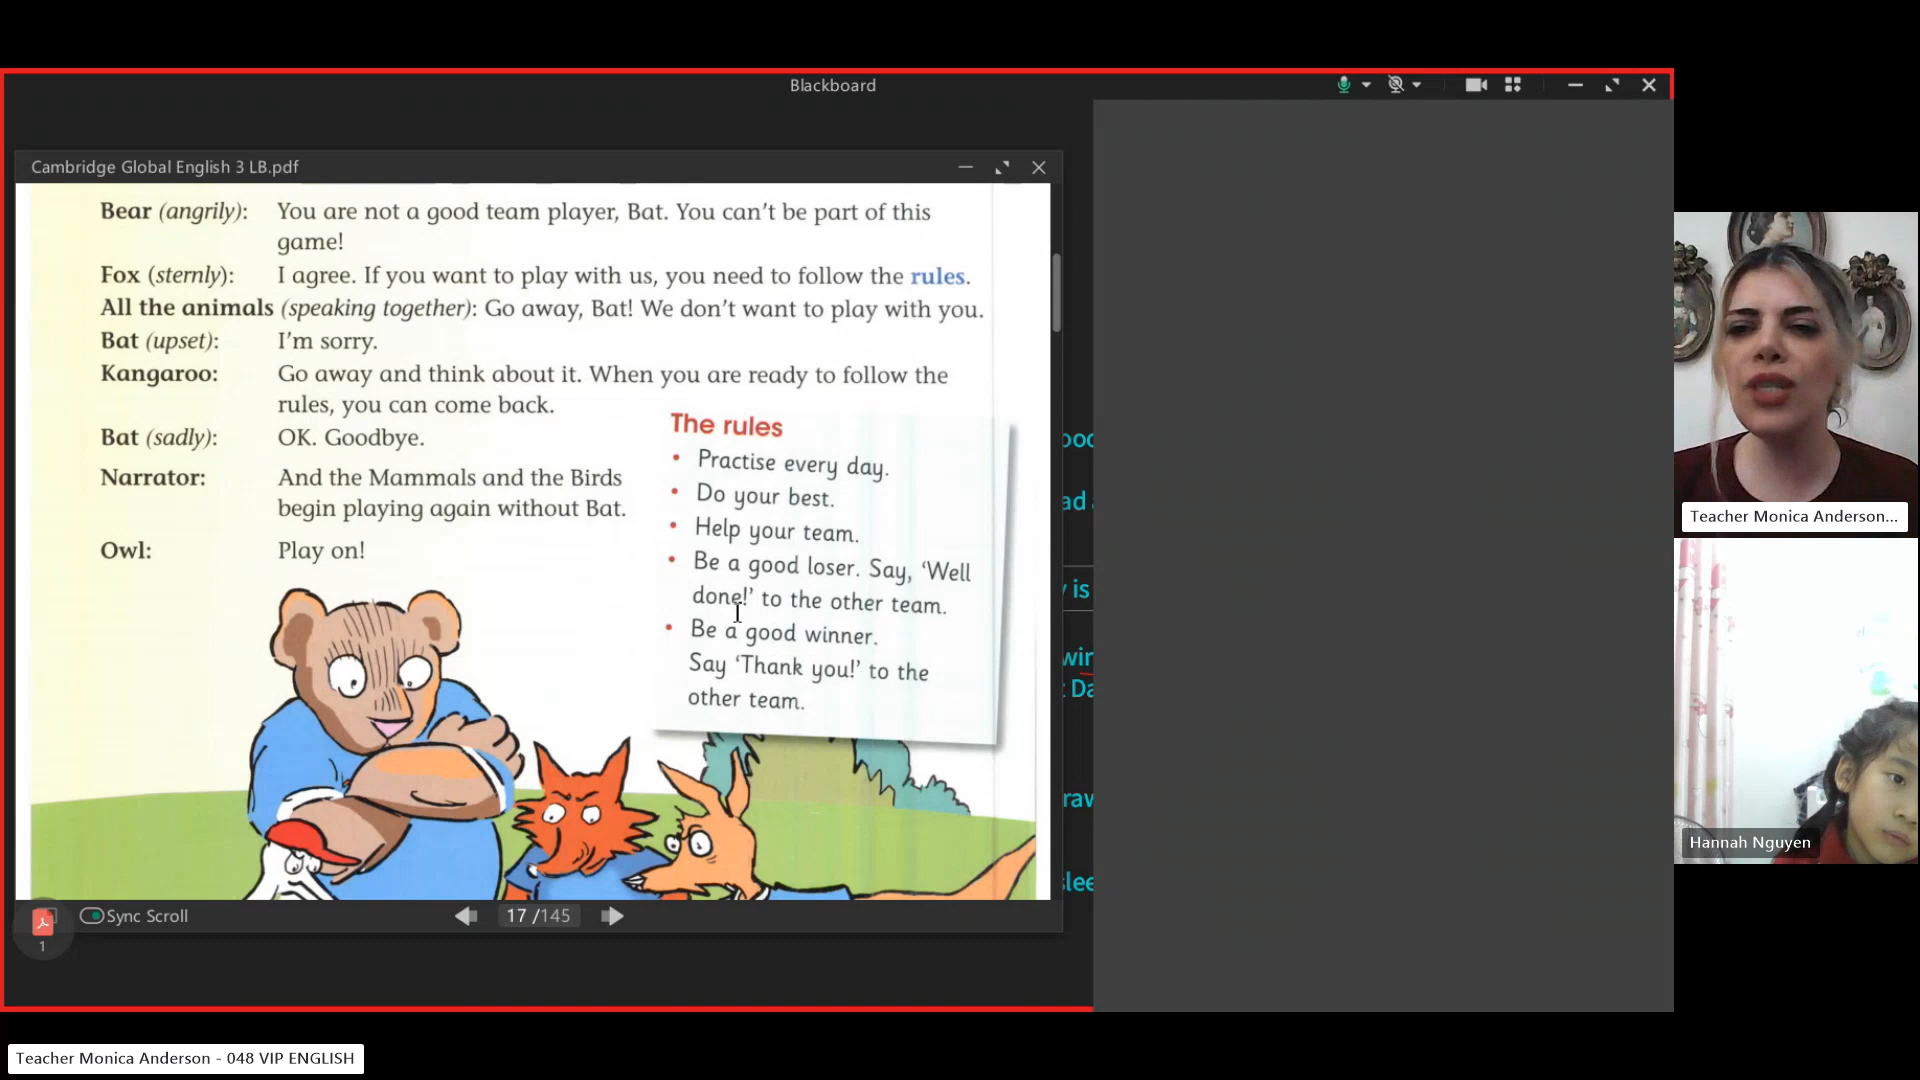 Blackboard
Cambridge Global English 3 LB.pdf
Bear (angrily): You are not a good team player, Bat. You can't be part of this
game!
Fox (sternly): I agree. If you want to play with us, you need to follow the rules.
All the animals (speaking together): Go away, Bat! We don't want to play with you.
Bat (upset): I'm sorry.
Kangaroo: Go away and think about it. When you are ready to follow the
rules, you can come back.
Bat (sadly): OK. Goodbye.
Narrator: And the Mammals and the Birds
begin playing again without Bat.
Owl: Play on!
The rules
• Practise every day.
• Do your best.
• Help your team.
• Be a good loser. Say, 'Well
done!' to the other team.
• Be a good winner.
Say 'Thank you!' to the
other team.
is
1
Sync Scroll
17 /145
Teacher Monica Anderson...
Hannah Nguyen
Teacher Monica Anderson - 048 VIP ENGLISH